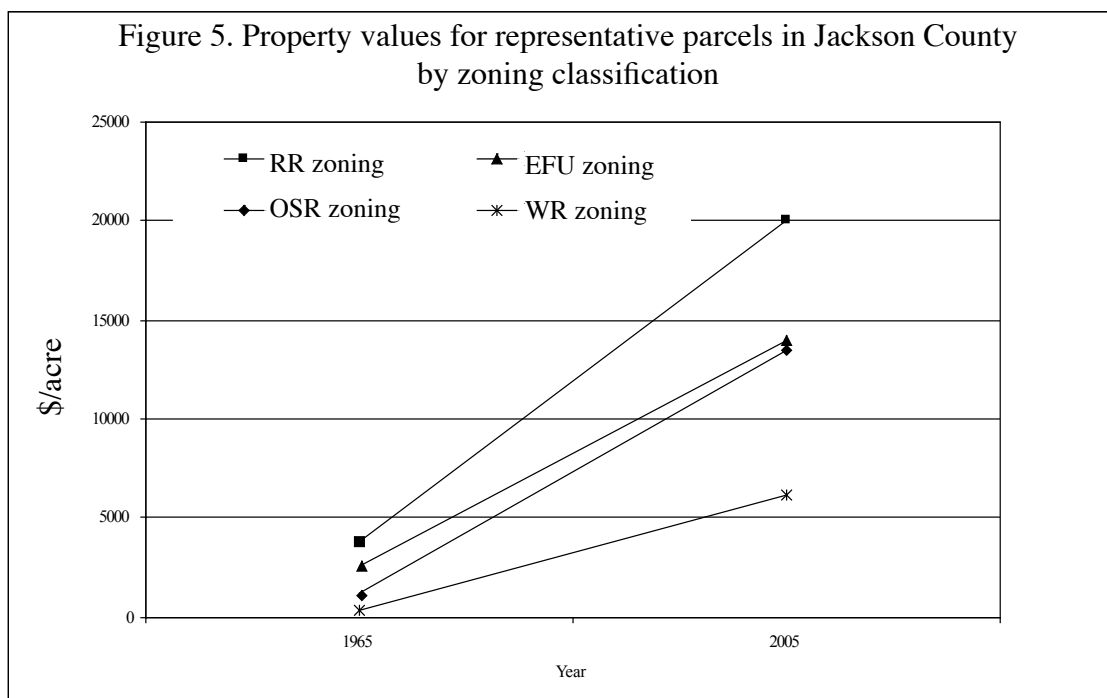 Figure 5. Property values for representative parcels in Jackson County
by zoning classification
25000
20000
15000
10000
5000
0
$/acre
RR zoning
EFU zoning
OSR zoning
WR zoning
1965
2005
Year